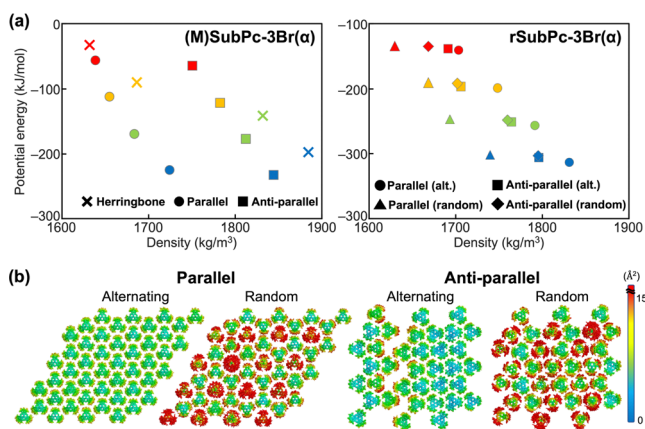 (a)
(M)SubPc-3Br(α)
Potential energy (kJ/mol)
0
−100
−200
−300
1600
1700
1800
1900
Density (kg/m³)
Herringbone
Parallel
Anti-parallel
rSubPc-3Br(α)
−100
−200
−300
−400
1600
1700
1800
1900
Density (kg/m³)
Parallel (alt.)
Anti-parallel (alt.)
Parallel (random)
Anti-parallel (random)
(b)
Parallel
Anti-parallel
Alternating
Random
Alternating
Random
(Å²)
15
0